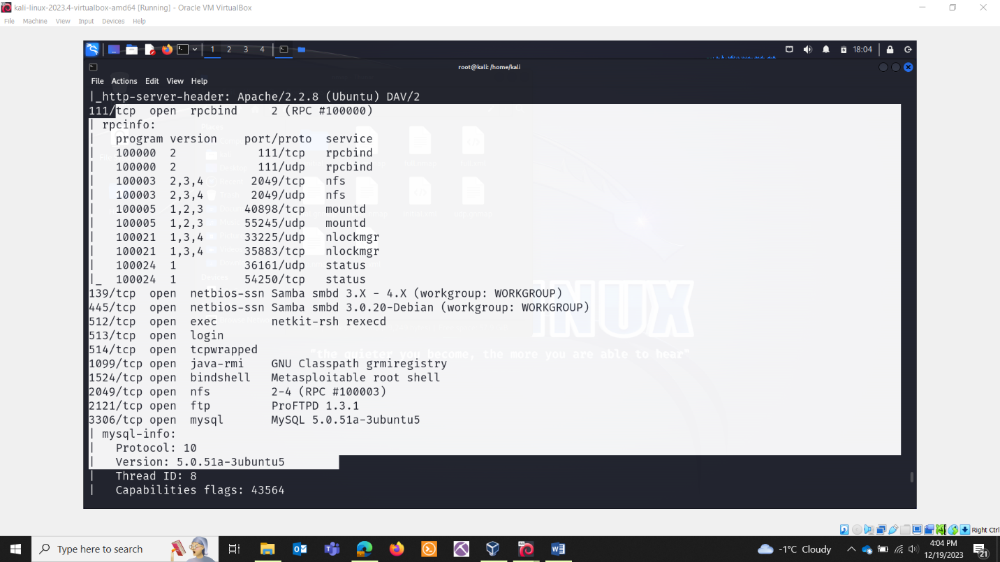 kali-linux-2023.4-virtualbox-amd64 [Running] - Oracle VM VirtualBox
File Machine View Input Devices Help
1 2 3 4 18:04
root@kali: /home/kali
File Actions Edit View Help
|_http-server-header: Apache/2.2.8 (Ubuntu) DAV/2
111/tcp  open  rpcbind     2 (RPC #100000)
| rpcinfo:
|   program version    port/proto  service
|   100000  2            111/tcp   rpcbind
|   100000  2            111/udp   rpcbind
|   100003  2,3,4       2049/tcp   nfs
|   100003  2,3,4       2049/udp   nfs
|   100005  1,2,3      40898/tcp   mountd
|   100005  1,2,3      55245/udp   mountd
|   100021  1,3,4      33225/udp   nlockmgr
|   100021  1,3,4      35883/tcp   nlockmgr
|   100024  1          36161/udp   status
|_  100024  1          54250/tcp   status
139/tcp  open  netbios-ssn Samba smbd 3.X - 4.X (workgroup: WORKGROUP)
445/tcp  open  netbios-ssn Samba smbd 3.0.20-Debian (workgroup: WORKGROUP)
512/tcp  open  exec        netkit-rsh rexecd
513/tcp  open  login
514/tcp  open  tcpwrapped
"the quieter you become, the more you are able to hear"
1099/tcp open  java-rmi    GNU Classpath grmiregistry
1524/tcp open  bindshell   Metasploitable root shell
2049/tcp open  nfs         2-4 (RPC #100003)
2121/tcp open  ftp         ProFTPD 1.3.1
3306/tcp open  mysql       MySQL 5.0.51a-3ubuntu5
| mysql-info:
|   Protocol: 10
|   Version: 5.0.51a-3ubuntu5
|   Thread ID: 8
|   Capabilities flags: 43564
Right Ctrl
Type here to search
-1°C Cloudy
4:04 PM
12/19/2023
21